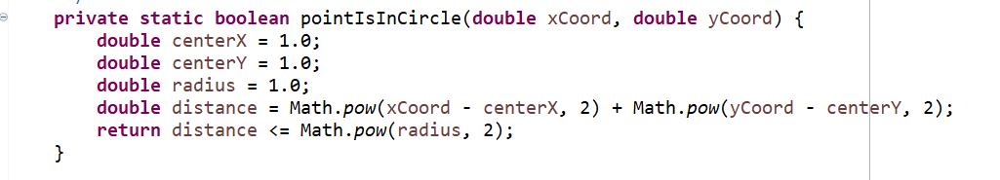 private static boolean pointIsInCircle(double xCoord, double yCoord) {
double centerX = 1.0;
double centerY = 1.0;
double radius = 1.0;
double distance = Math.pow(xCoord - centerX, 2) + Math.pow(yCoord - centerY, 2);
return distance <= Math.pow(radius, 2);
}